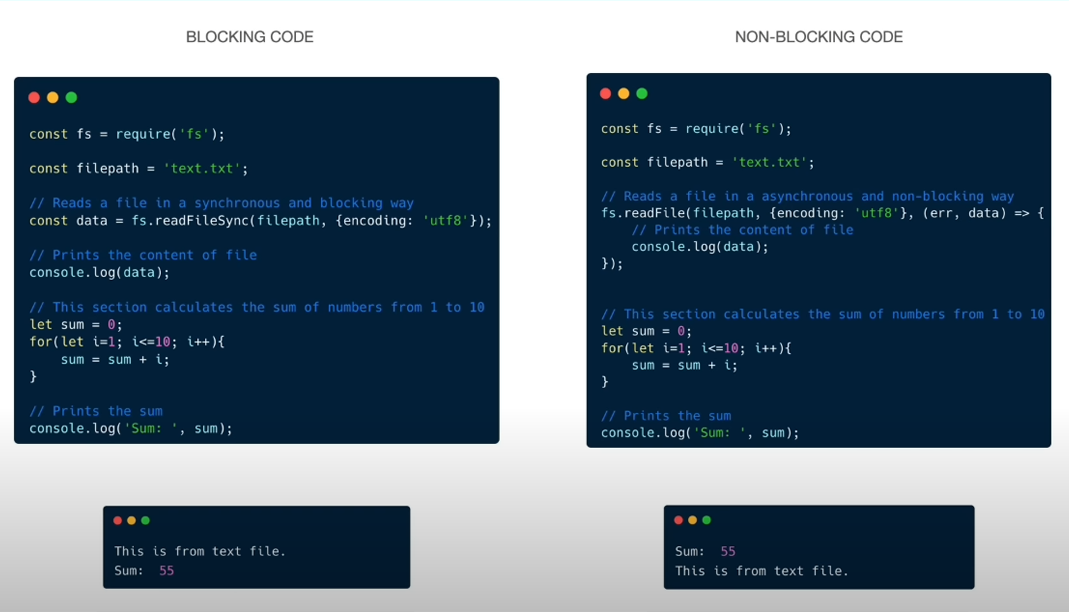 BLOCKING CODE
const fs = require('fs');
const filepath = 'text.txt';
// Reads a file in a synchronous and blocking way
const data = fs.readFileSync(filepath, {encoding: 'utf8'});
// Prints the content of file
console.log(data);
// This section calculates the sum of numbers from 1 to 10
let sum = 0;
for(let i=1; i<=10; i++){
    sum = sum + i;
}
// Prints the sum
console.log('Sum: ', sum);
This is from text file.
Sum:  55
NON-BLOCKING CODE
const fs = require('fs');
const filepath = 'text.txt';
// Reads a file in a asynchronous and non-blocking way
fs.readFile(filepath, {encoding: 'utf8'}, (err, data) => {
    // Prints the content of file
    console.log(data);
});
// This section calculates the sum of numbers from 1 to 10
let sum = 0;
for(let i=1; i<=10; i++){
    sum = sum + i;
}
// Prints the sum
console.log('Sum: ', sum);
Sum:  55
This is from text file.